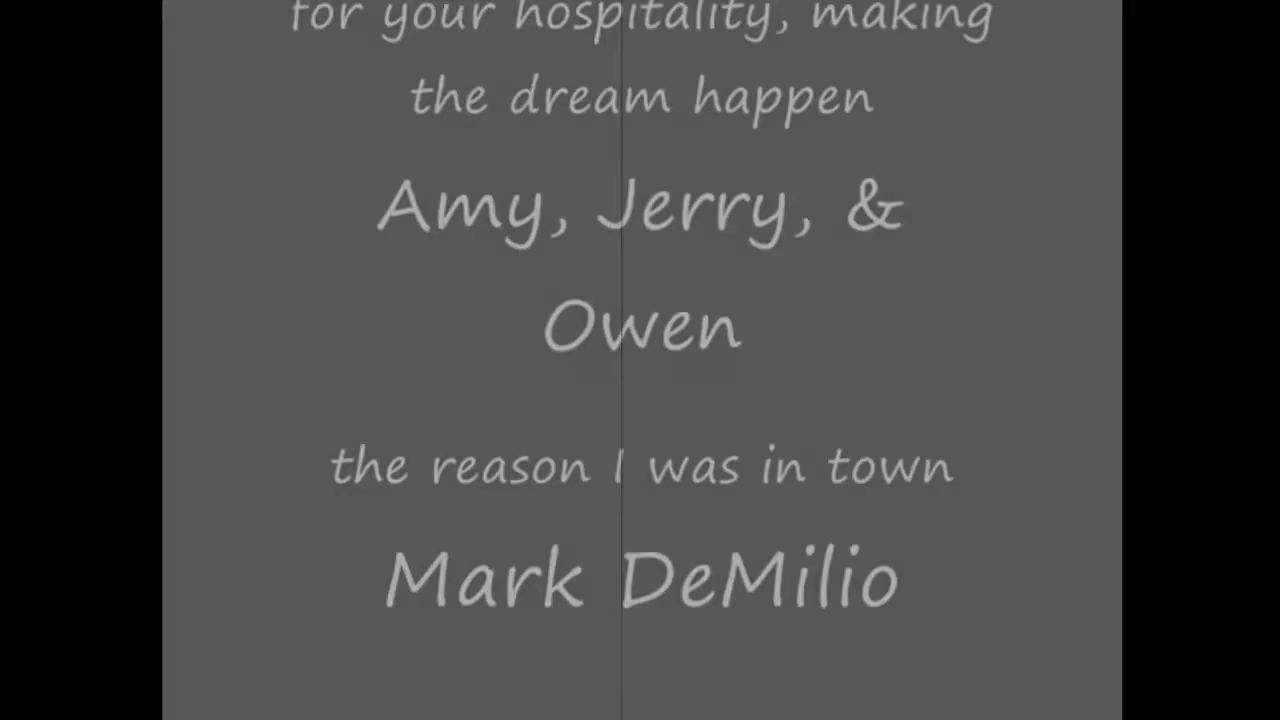 for your hospitality, making
the dream happen
Amy, Jerry, &
Owen
the reason I was in town
Mark DeMilio